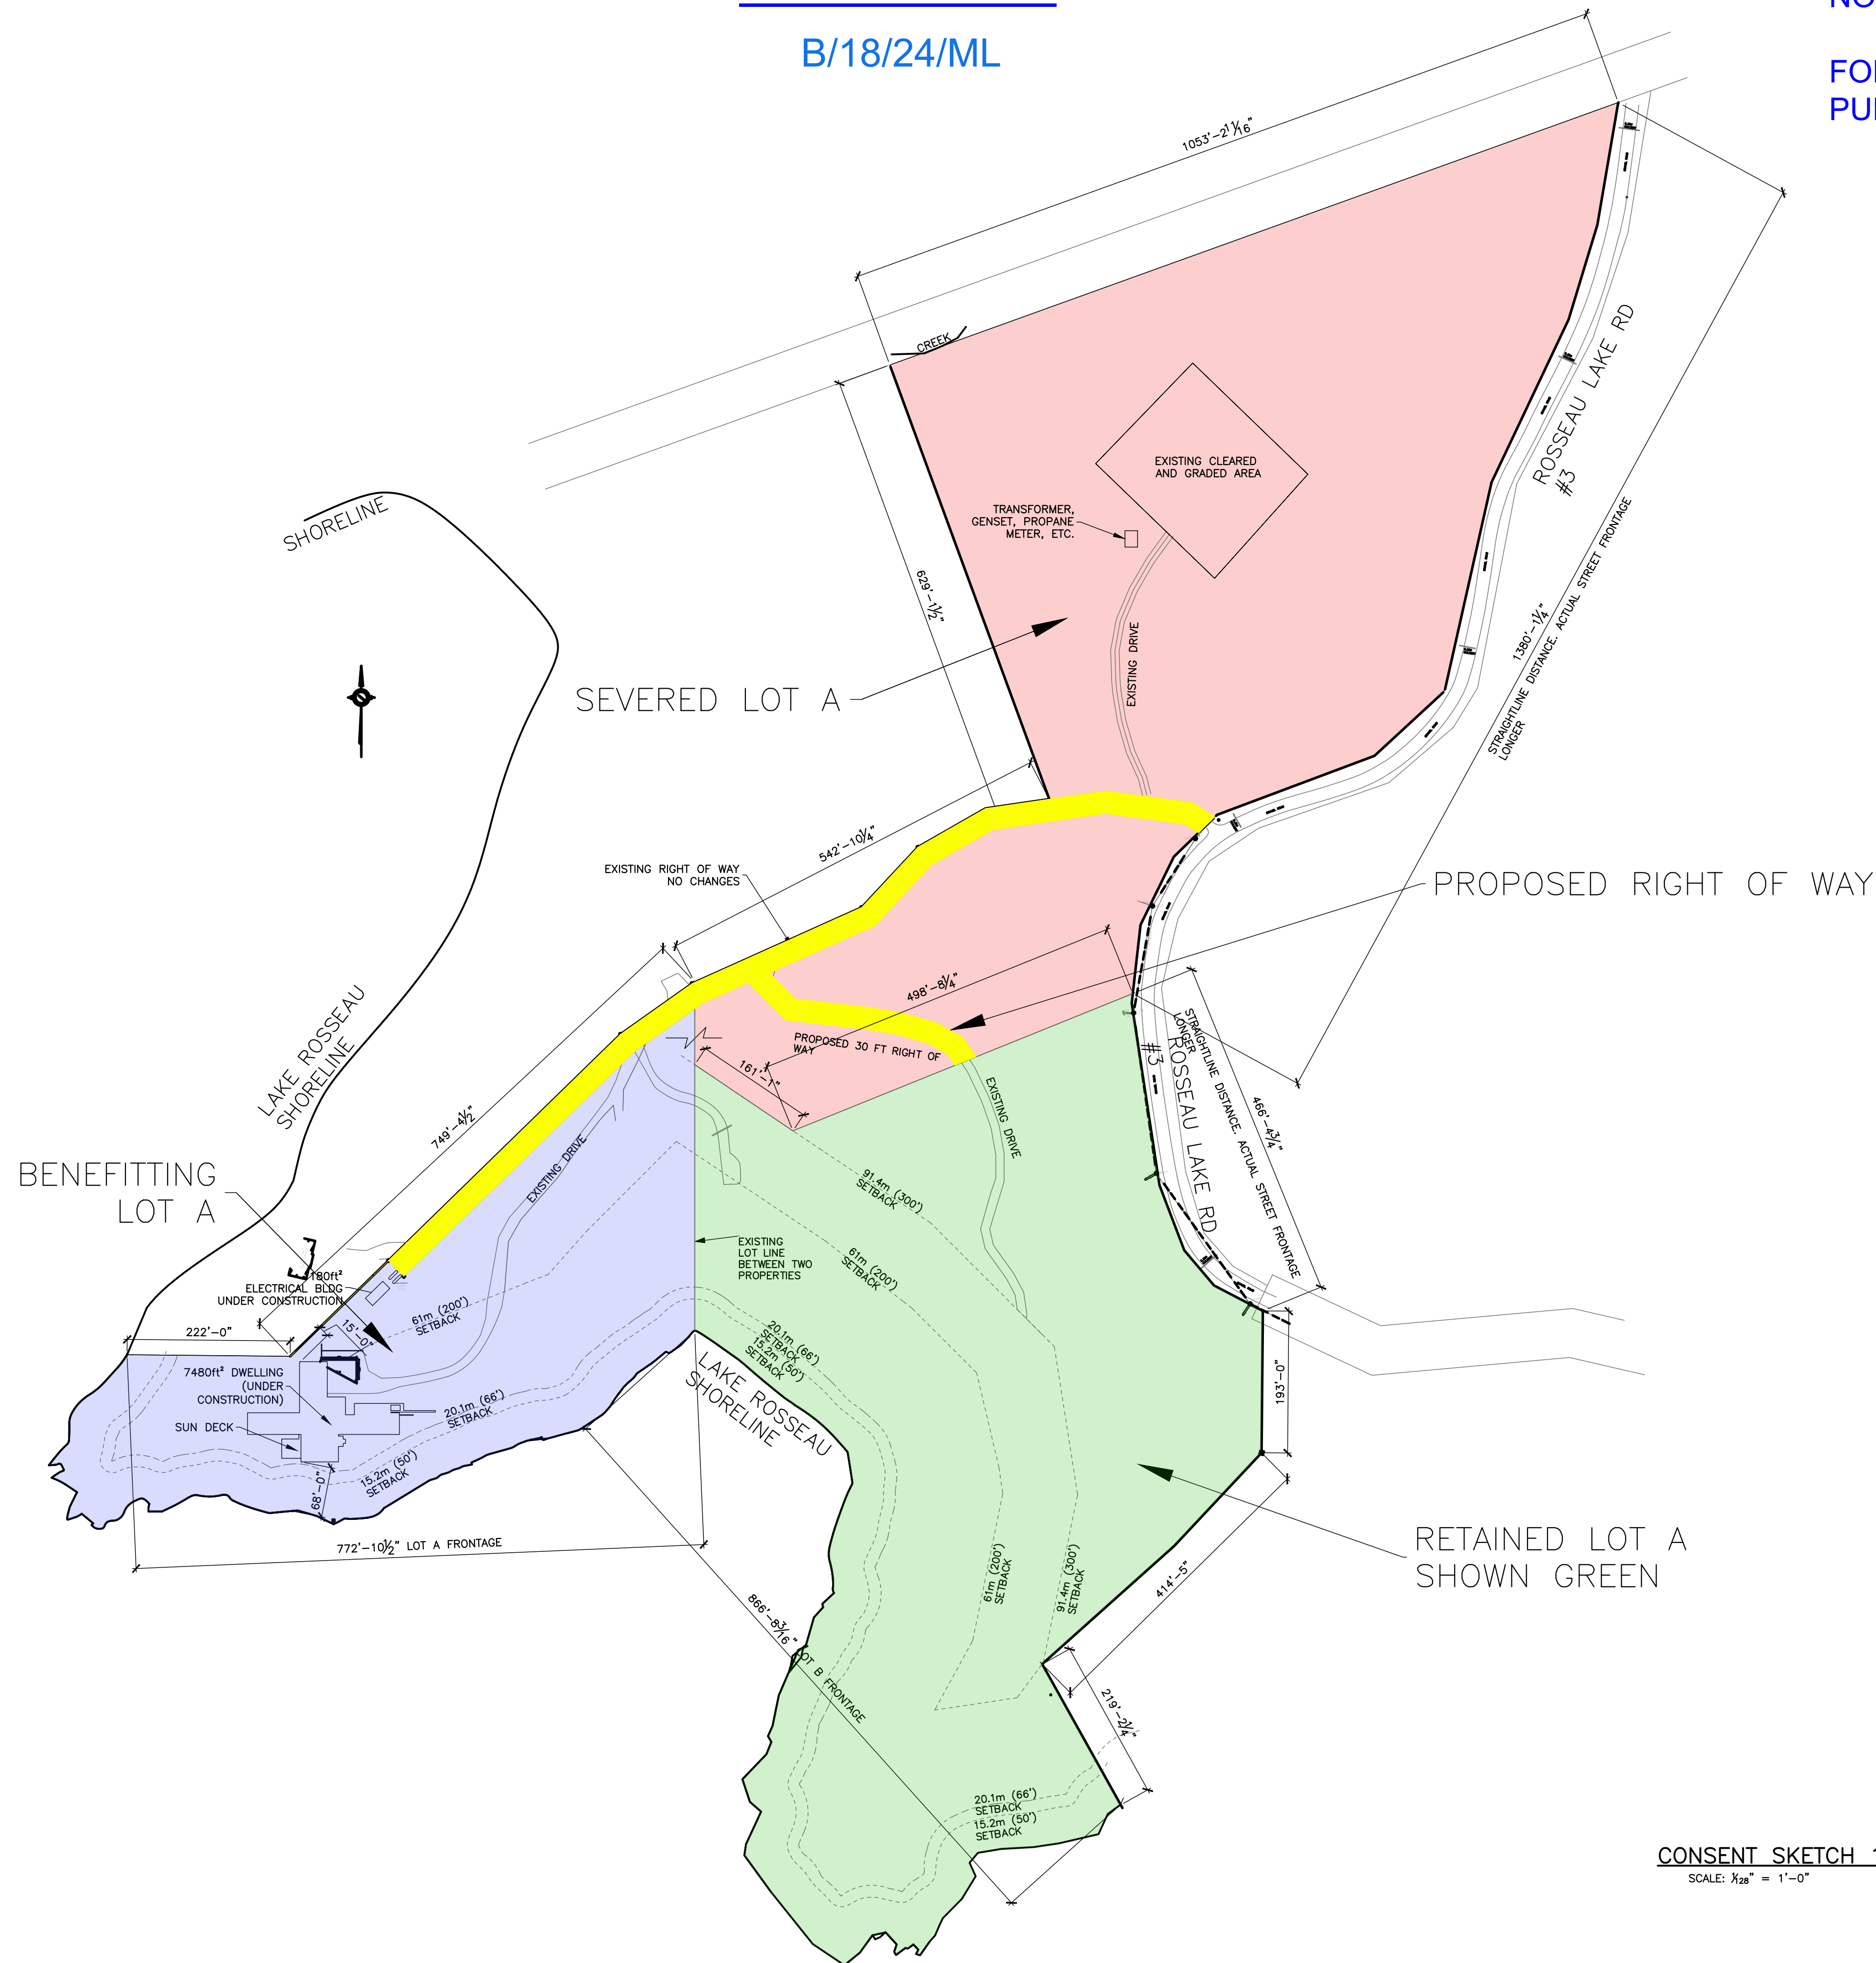 B/18/24/ML
1053'-2 11/16"
CREEK
EXISTING CLEARED
AND GRADED AREA
TRANSFORMER,
GENSET, PROPANE
METER, ETC.
ROSSEAU LAKE RD
#3
SHORELINE
629'-1 1/2"
EXISTING DRIVE
1380'-1 1/4"
STRAIGHTLINE DISTANCE. ACTUAL STREET FRONTAGE
LONGER
SEVERED LOT A
542'-10 1/4"
EXISTING RIGHT OF WAY
NO CHANGES
PROPOSED RIGHT OF WAY
498'-8 1/4"
PROPOSED 30 FT RIGHT OF
WAY
161'-1"
LAKE ROSSEAU
SHORELINE
749'-4 1/2"
EXISTING DRIVE
EXISTING DRIVE
#3
ROSSEAU LAKE RD
466'-4 3/4"
STRAIGHTLINE DISTANCE. ACTUAL STREET FRONTAGE
LONGER
BENEFITTING
LOT A
91.4m (300')
SETBACK
EXISTING
LOT LINE
BETWEEN TWO
PROPERTIES
61m (200')
SETBACK
180ft²
ELECTRICAL BLDG
UNDER CONSTRUCTION
61m (200')
SETBACK
222'-0"
15'-0"
20.1m (66')
SETBACK
15.2m (50')
SETBACK
7480ft² DWELLING
(UNDER
CONSTRUCTION)
SUN DECK
20.1m (66')
SETBACK
15.2m (50')
SETBACK
68'-0"
LAKE ROSSEAU
SHORELINE
193'-0"
772'-10 1/2" LOT A FRONTAGE
RETAINED LOT A
SHOWN GREEN
61m (200')
SETBACK
91.4m (300')
SETBACK
414'-5"
866'-8 3/16" LOT B FRONTAGE
219'-2 1/4"
20.1m (66')
SETBACK
15.2m (50')
SETBACK
CONSENT SKETCH
SCALE: 1/128" = 1'-0"